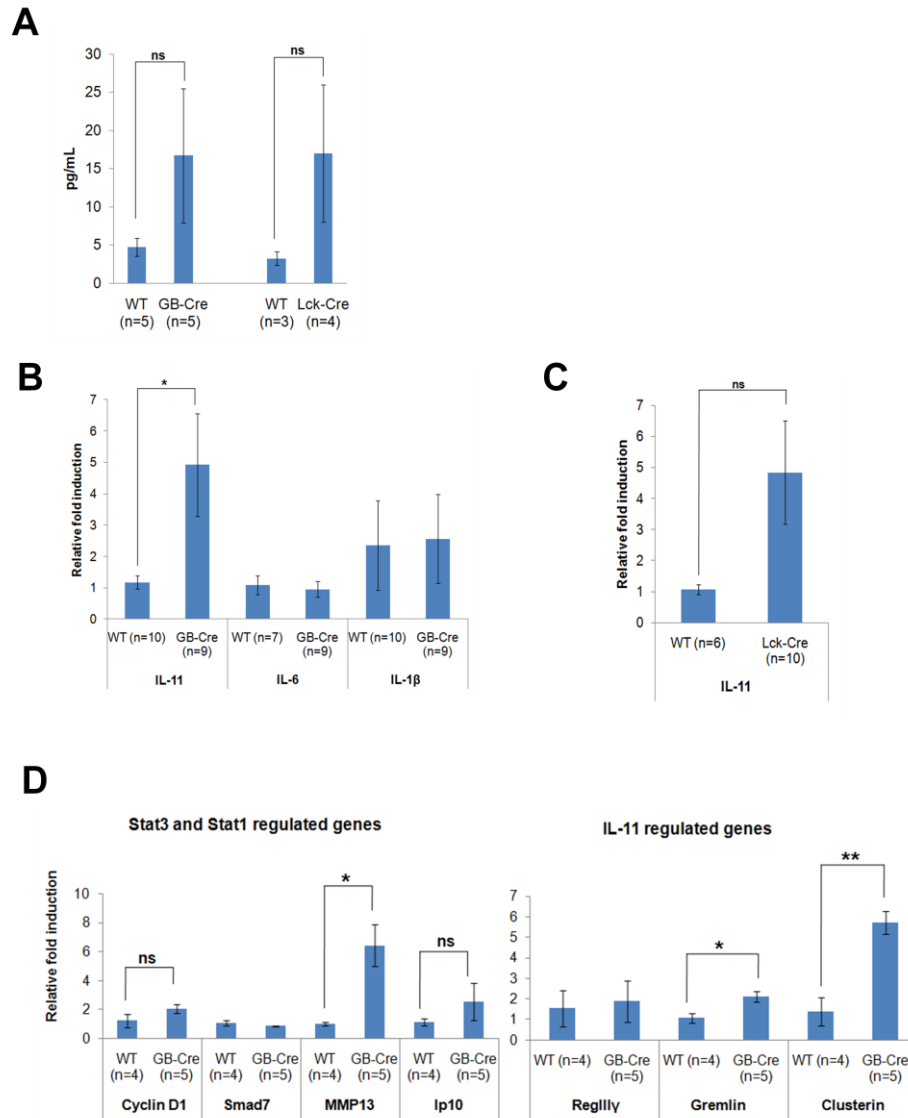 A
ns
ns
30
25
20
15
10
5
0
pg/mL
WT
(n=5)
GB-Cre
(n=5)
WT
(n=3)
Lck-Cre
(n=4)
B
*
7
6
5
4
3
2
1
0
Relative fold induction
WT (n=10)
GB-Cre
(n=9)
WT (n=7)
GB-Cre
(n=9)
WT (n=10)
GB-Cre
(n=9)
IL-11
IL-6
IL-1β
C
ns
7
6
5
4
3
2
1
0
Relative fold induction
WT (n=6)
Lck-Cre
(n=10)
IL-11
D
Stat3 and Stat1 regulated genes
10
8
6
4
2
0
Relative fold induction
ns
*
ns
WT
(n=4)
GB-Cre
(n=5)
WT
(n=4)
GB-Cre
(n=5)
WT
(n=4)
GB-Cre
(n=5)
WT
(n=4)
GB-Cre
(n=5)
Cyclin D1
Smad7
MMP13
Ip10
IL-11 regulated genes
7
6
5
4
3
2
1
0
*
**
WT (n=4)
GB-Cre
(n=5)
WT (n=4)
GB-Cre
(n=5)
WT (n=4)
GB-Cre
(n=5)
RegIIIγ
Gremlin
Clusterin